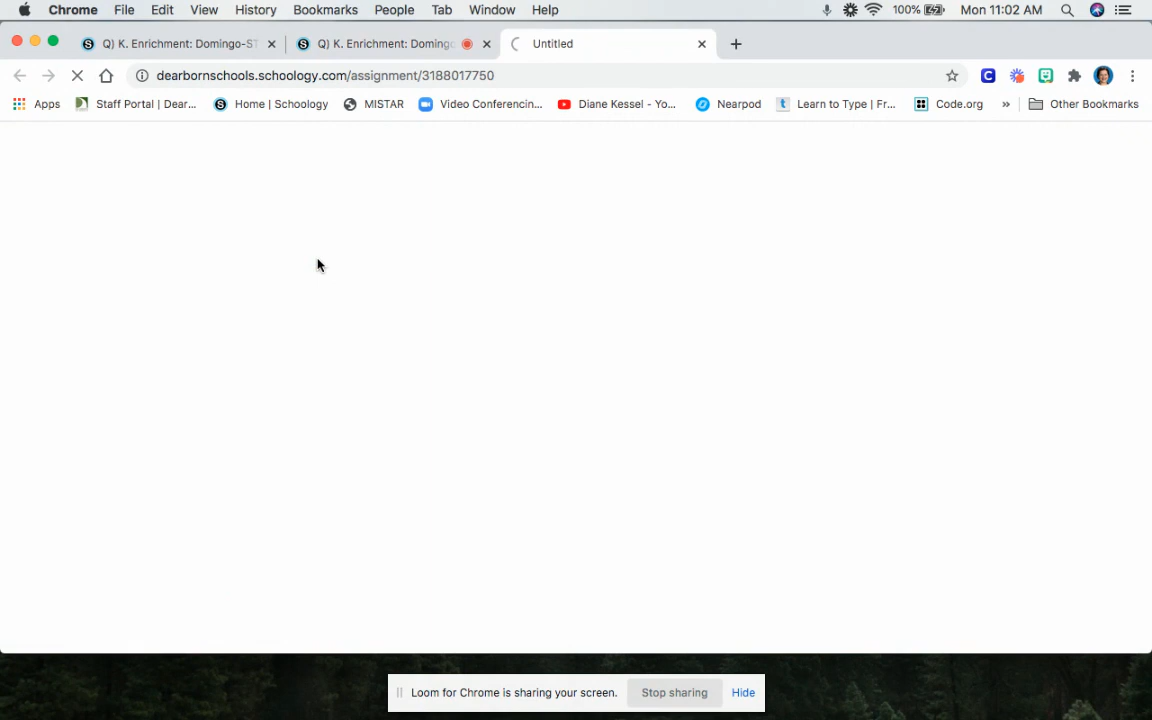 Chrome File Edit View History Bookmarks People Tab Window Help 100% Mon 11:02 AM
Q) K. Enrichment: Domingo-ST Q) K. Enrichment: Domingo Untitled
dearbornschools.schoology.com/assignment/3188017750
Apps Staff Portal | Dear... Home | Schoology MISTAR Video Conferencin... Diane Kessel - Yo... Nearpod Learn to Type | Fr... Code.org » Other Bookmarks
Loom for Chrome is sharing your screen. Stop sharing Hide